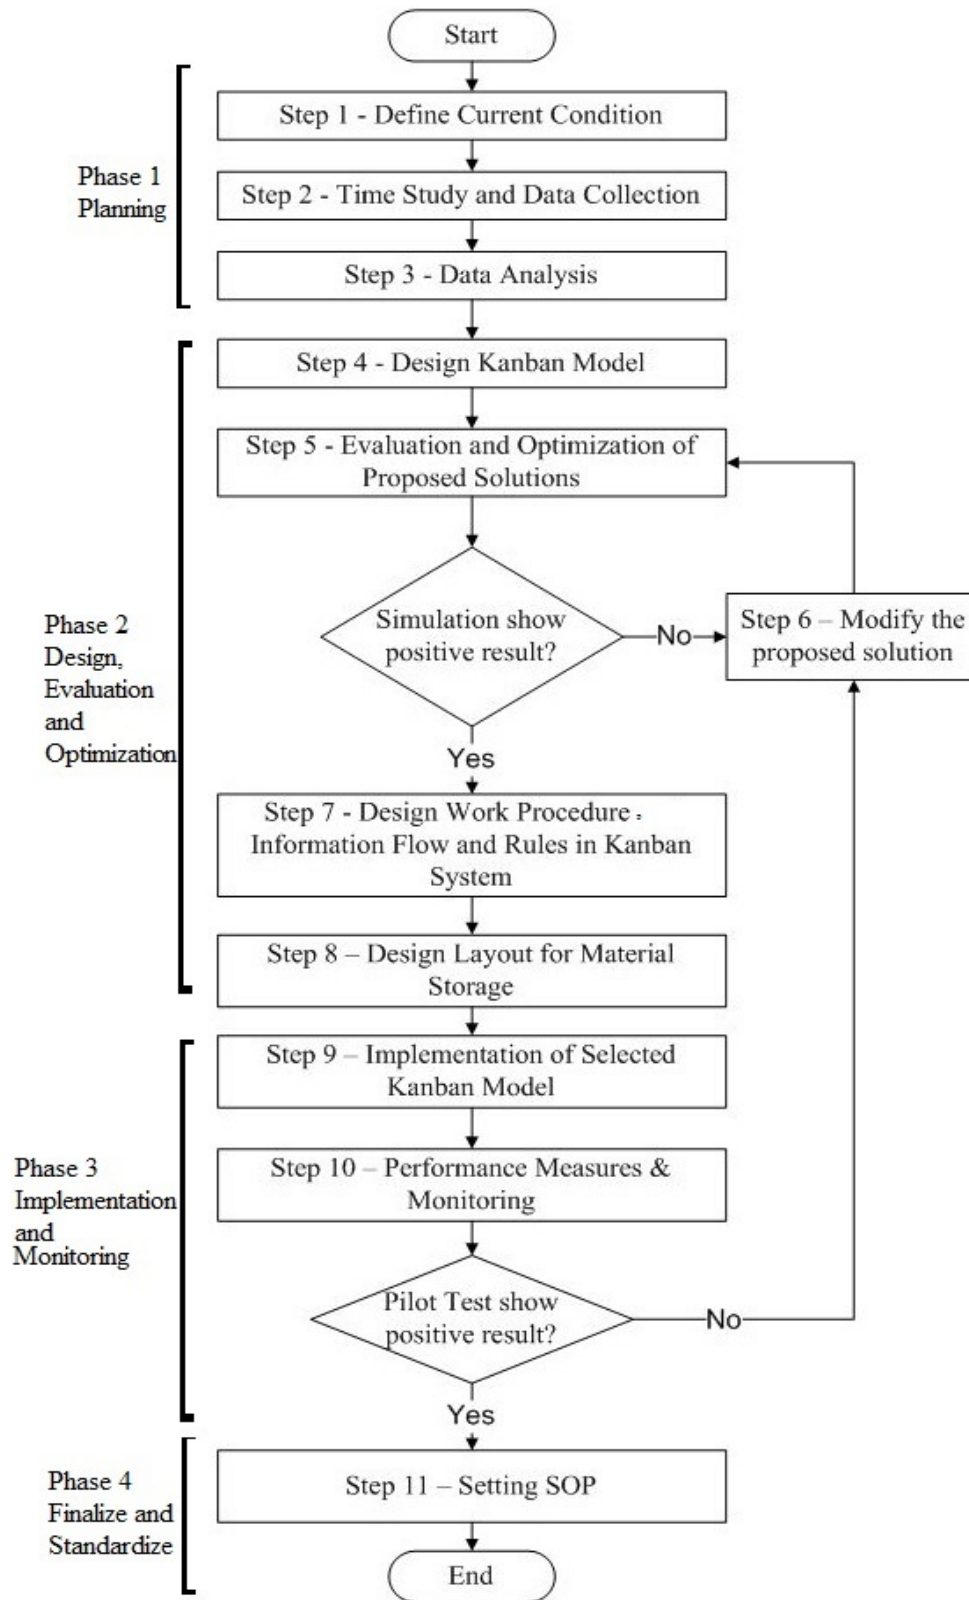 Start
Phase 1
Planning
Step 1 - Define Current Condition
Step 2 - Time Study and Data Collection
Step 3 - Data Analysis
Phase 2
Design,
Evaluation
and
Optimization
Step 4 - Design Kanban Model
Step 5 - Evaluation and Optimization of
Proposed Solutions
Simulation show
positive result?
No
Step 6 – Modify the
proposed solution
Yes
Step 7 - Design Work Procedure,
Information Flow and Rules in Kanban
System
Step 8 – Design Layout for Material
Storage
Phase 3
Implementation
and
Monitoring
Step 9 – Implementation of Selected
Kanban Model
Step 10 – Performance Measures &
Monitoring
Pilot Test show
positive result?
No
Yes
Phase 4
Finalize and
Standardize
Step 11 – Setting SOP
End